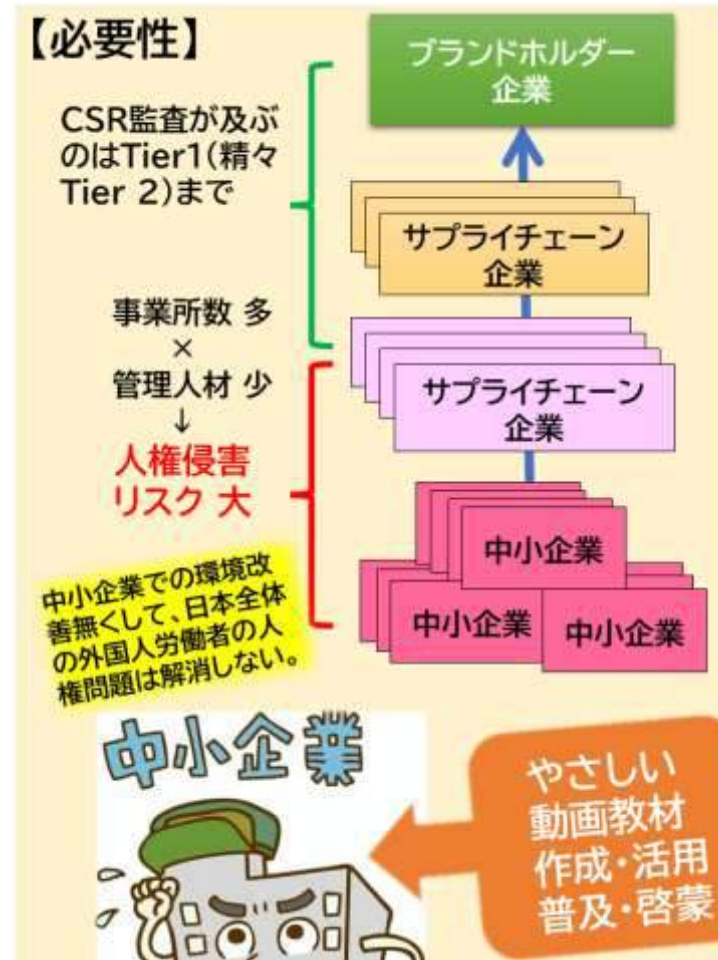 【必要性】
ブランドホルダー
企業
CSR監査が及ぶ
のはTier1(精々
Tier 2)まで
サプライチェーン
企業
事業所数 多
×
管理人材 少
↓
人権侵害
リスク 大
サプライチェーン
企業
中小企業
中小企業
中小企業
中小企業での環境改
善無くして、日本全体
の外国人労働者の人
権問題は解消しない。
中小企業
やさしい
動画教材
作成・活用
普及・啓蒙